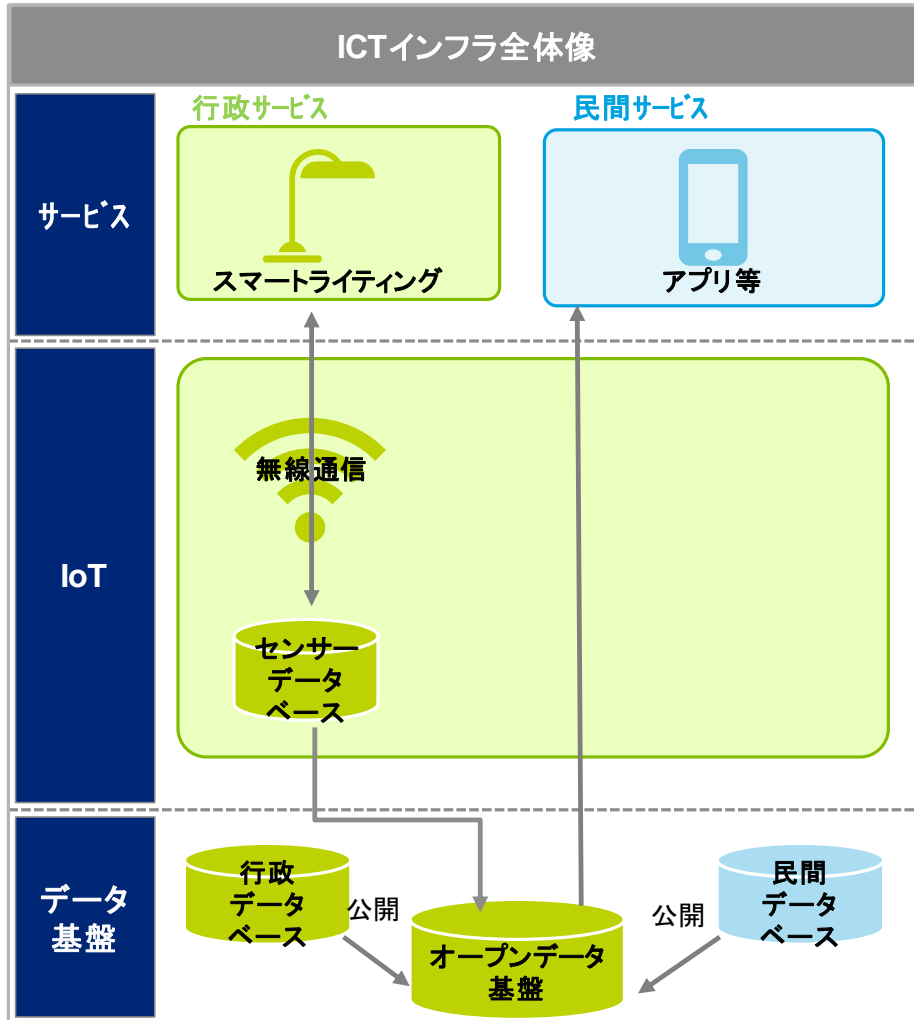 ICTインフラ全体像
サービス
行政サービス
民間サービス
スマートライティング
アプリ等
IoT
無線通信
センサー
データ
ベース
データ
基盤
行政
データ
ベース
公開
オープンデータ
基盤
公開
民間
データ
ベース